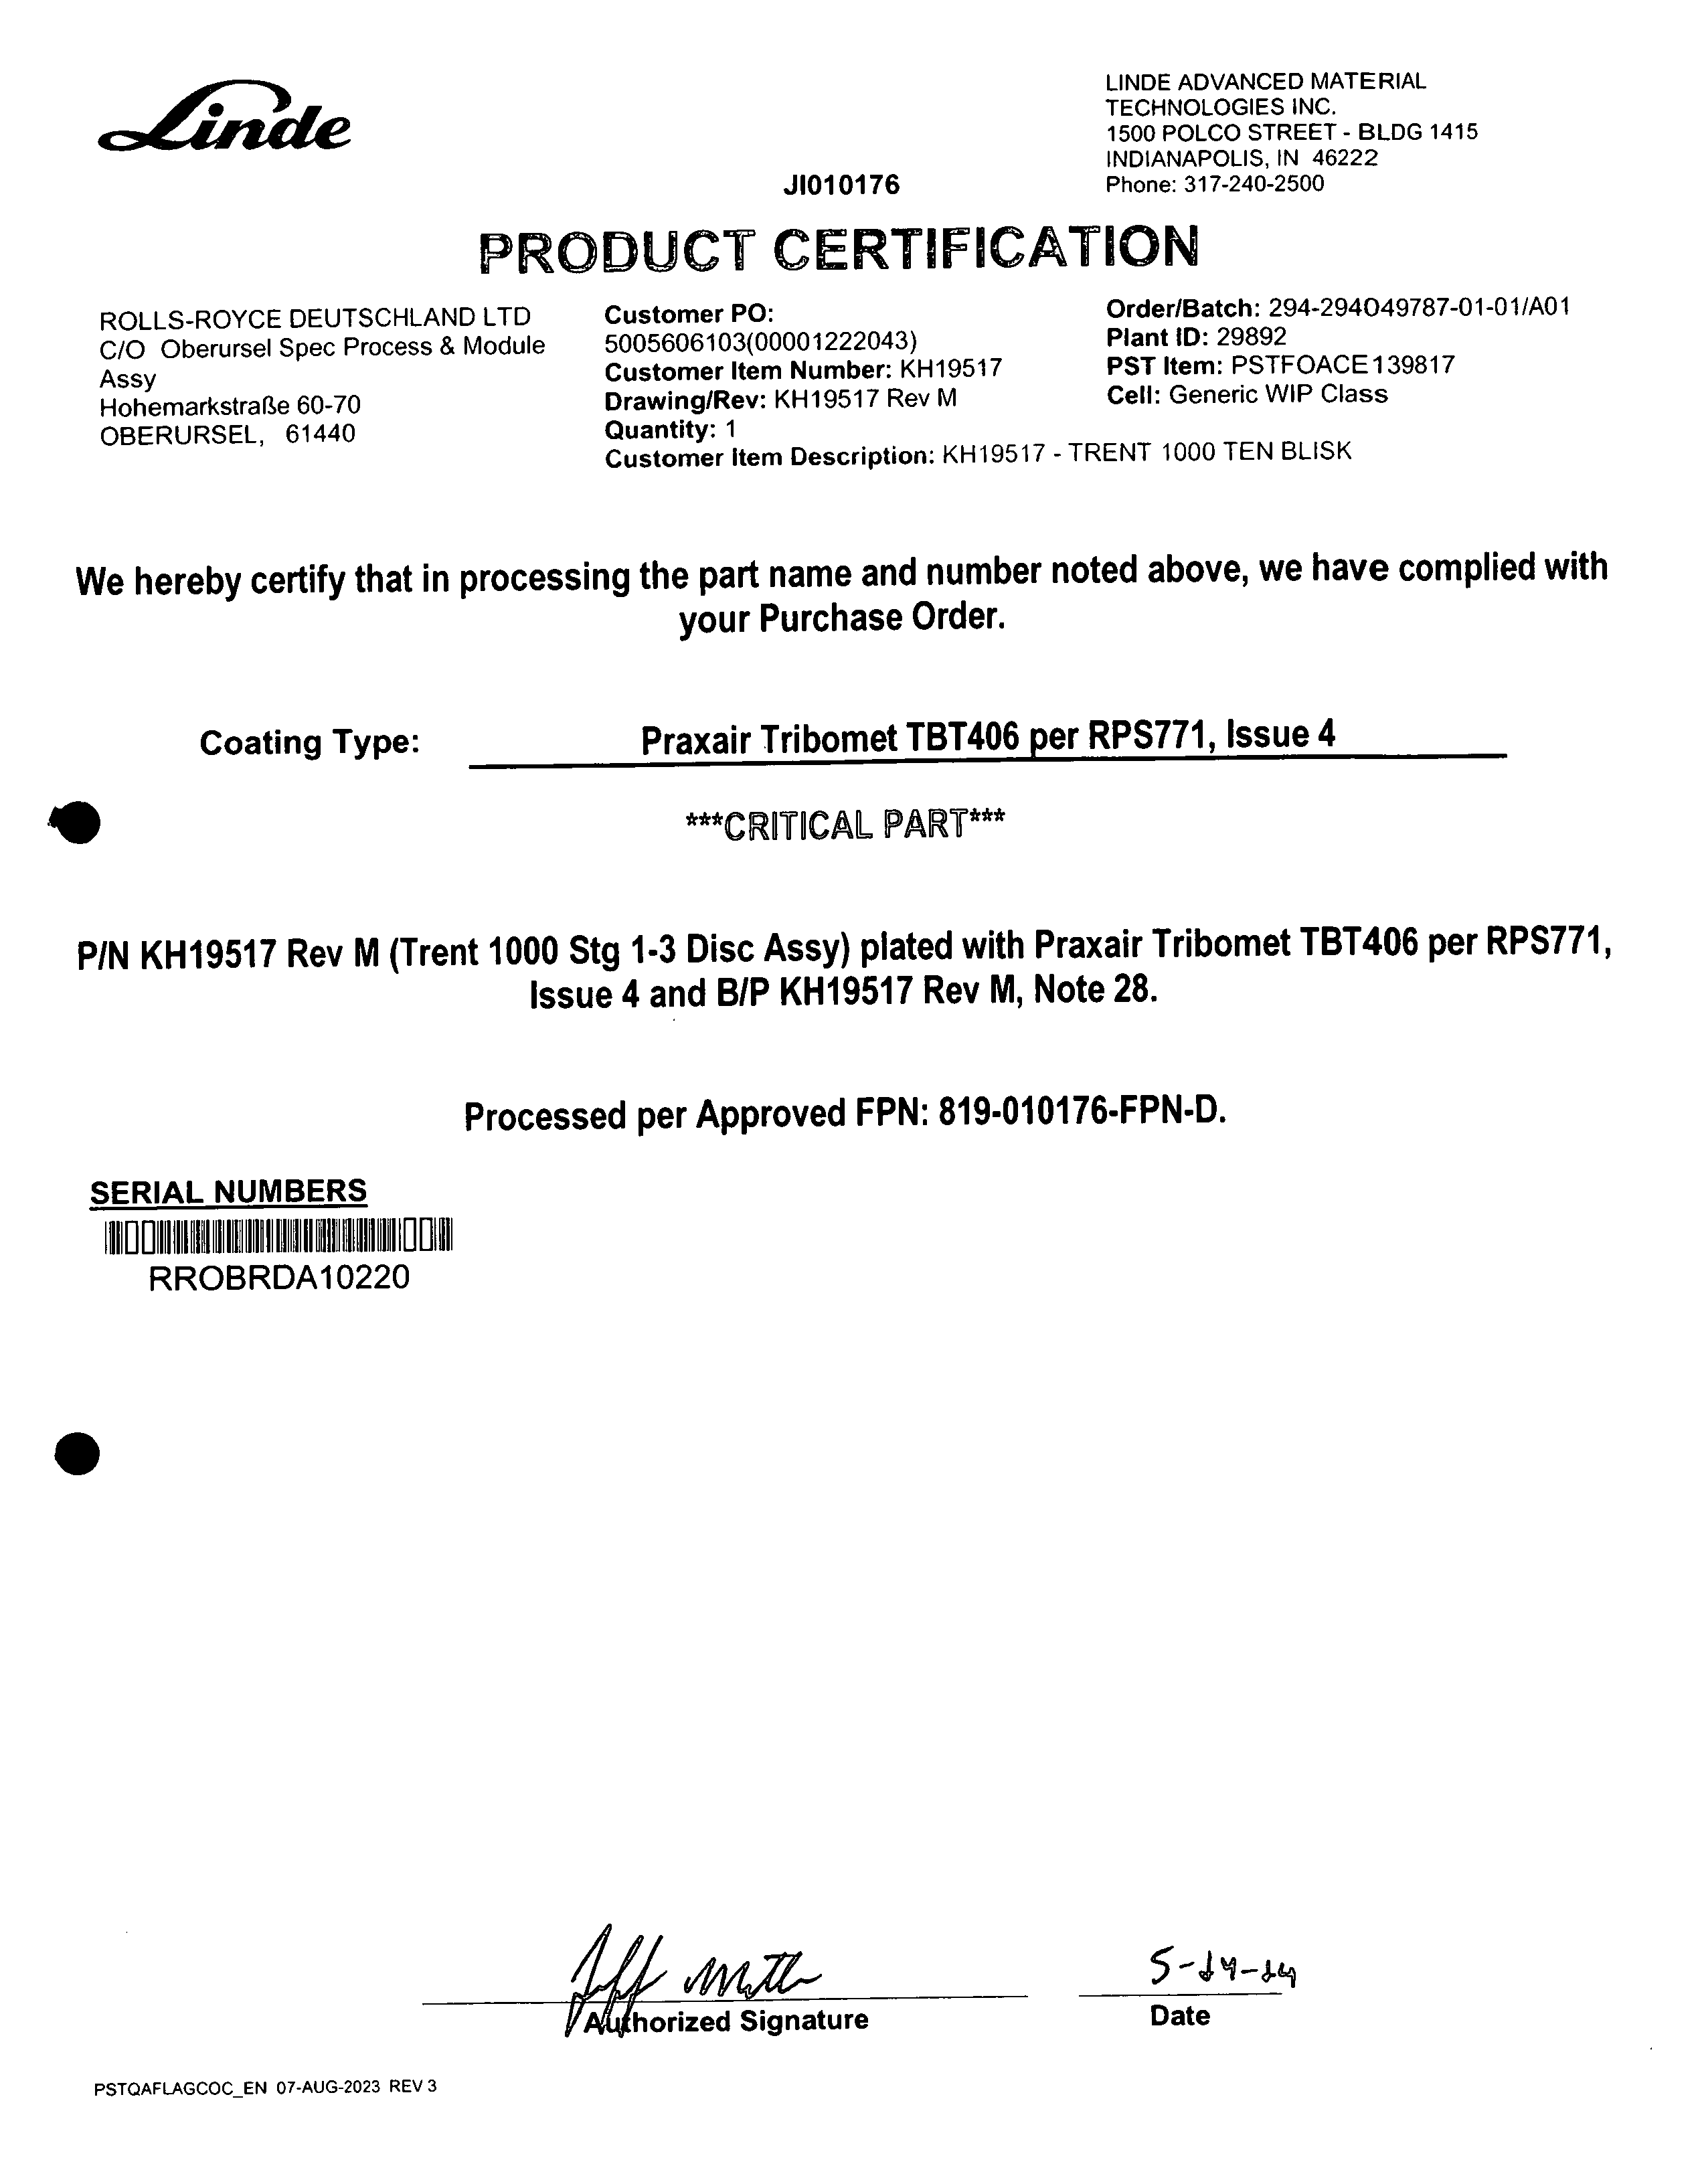 Linde
LINDE ADVANCED MATERIAL
TECHNOLOGIES INC.
1500 POLCO STREET - BLDG 1415
INDIANAPOLIS, IN 46222
Phone: 317-240-2500
JI010176
PRODUCT CERTIFICATION
ROLLS-ROYCE DEUTSCHLAND LTD
C/O Oberursel Spec Process & Module
Assy
Hohemarkstraße 60-70
OBERURSEL, 61440
Customer PO:
5005606103(00001222043)
Customer Item Number: KH19517
Drawing/Rev: KH19517 Rev M
Quantity: 1
Customer Item Description: KH19517 - TRENT 1000 TEN BLISK
Order/Batch: 294-294049787-01-01/A01
Plant ID: 29892
PST Item: PSTFOACE139817
Cell: Generic WIP Class
We hereby certify that in processing the part name and number noted above, we have complied with
your Purchase Order.
Coating Type: Praxair Tribomet TBT406 per RPS771, Issue 4
***CRITICAL PART***
P/N KH19517 Rev M (Trent 1000 Stg 1-3 Disc Assy) plated with Praxair Tribomet TBT406 per RPS771,
Issue 4 and B/P KH19517 Rev M, Note 28.
Processed per Approved FPN: 819-010176-FPN-D.
SERIAL NUMBERS
RROBRDA10220
Authorized Signature
Date
PSTQAFLAGCOC_EN 07-AUG-2023 REV 3